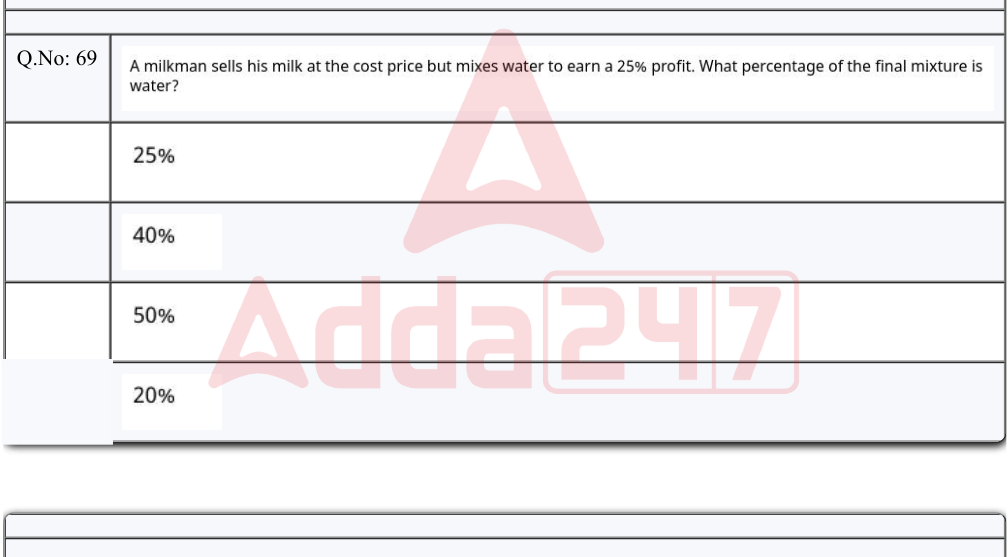 Q.No: 69
A milkman sells his milk at the cost price but mixes water to earn a 25% profit. What percentage of the final mixture is
water?
25%
40%
50%
20%
Adda247